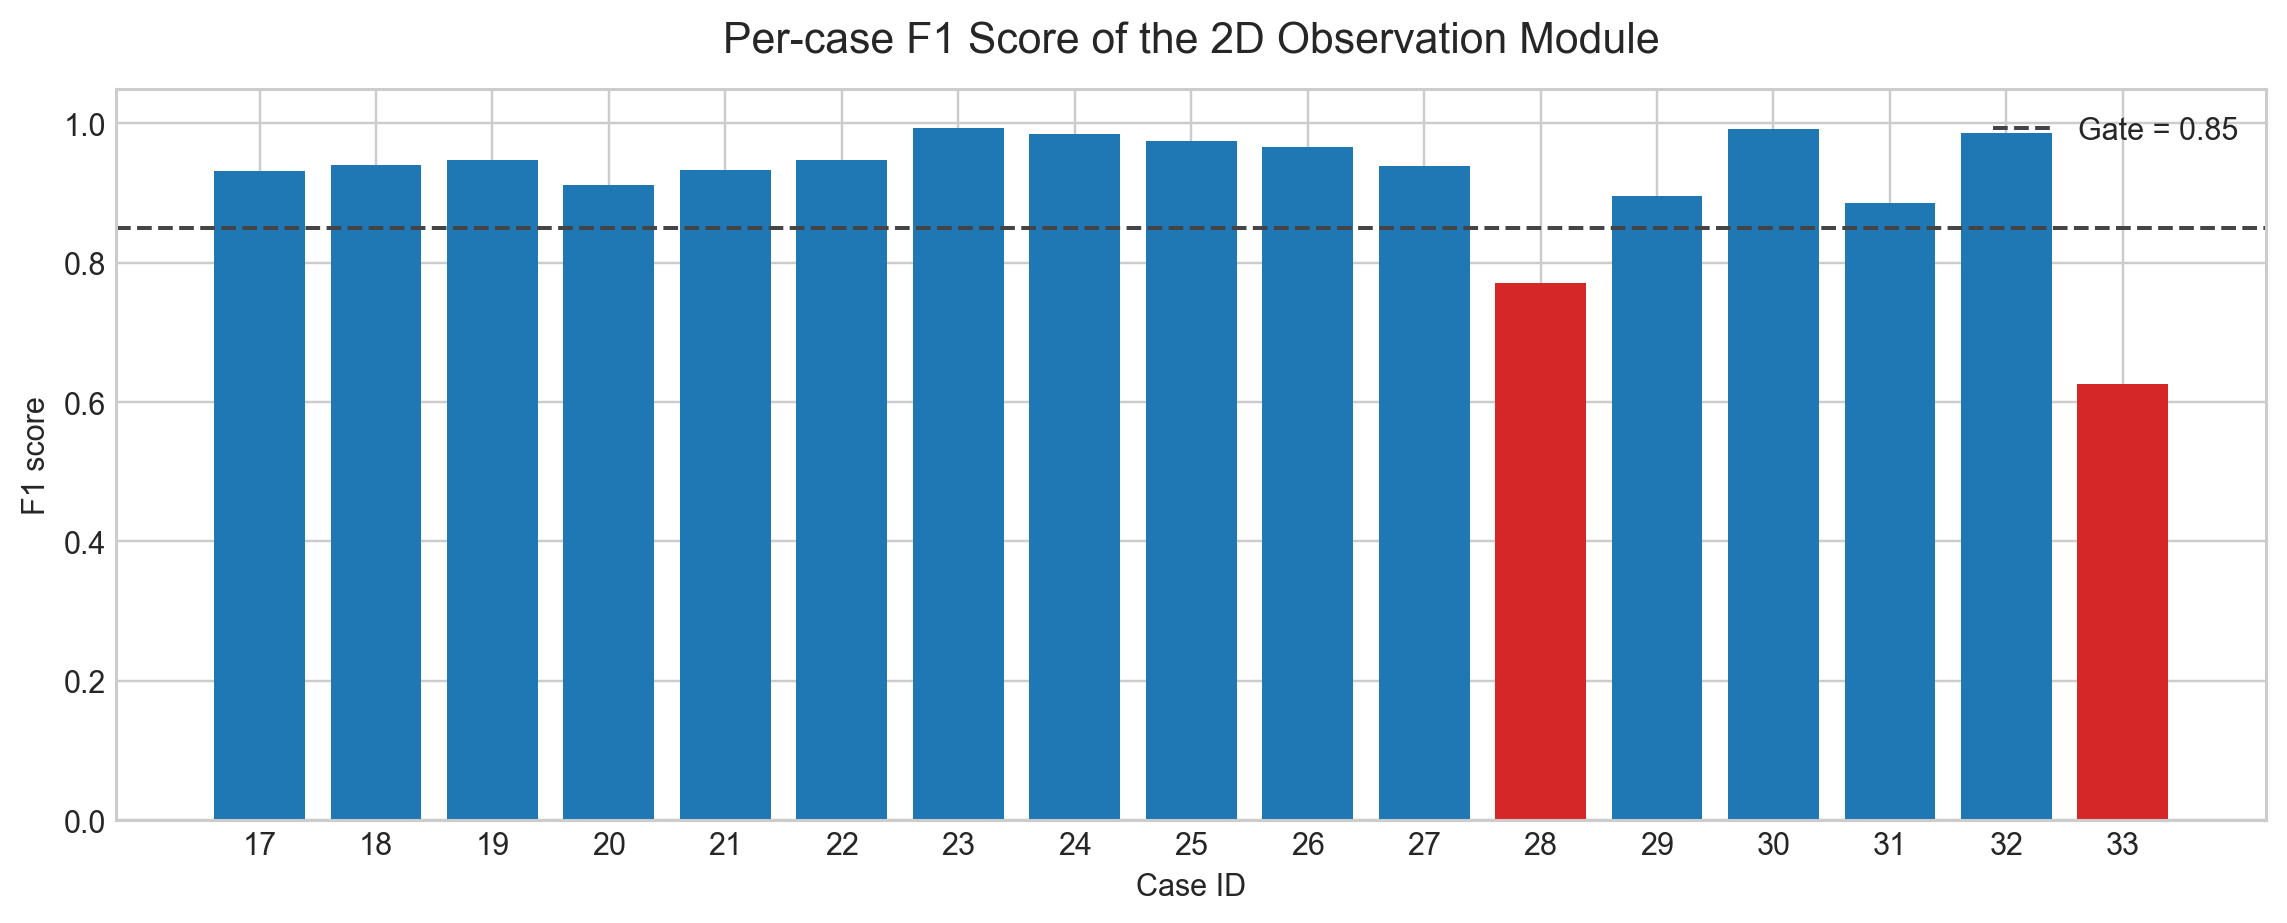 Per-case F1 Score of the 2D Observation Module
Gate = 0.85
1.0
0.8
0.6
0.4
0.2
0.0
F1 score
17 18 19 20 21 22 23 24 25 26 27 28 29 30 31 32 33
Case ID